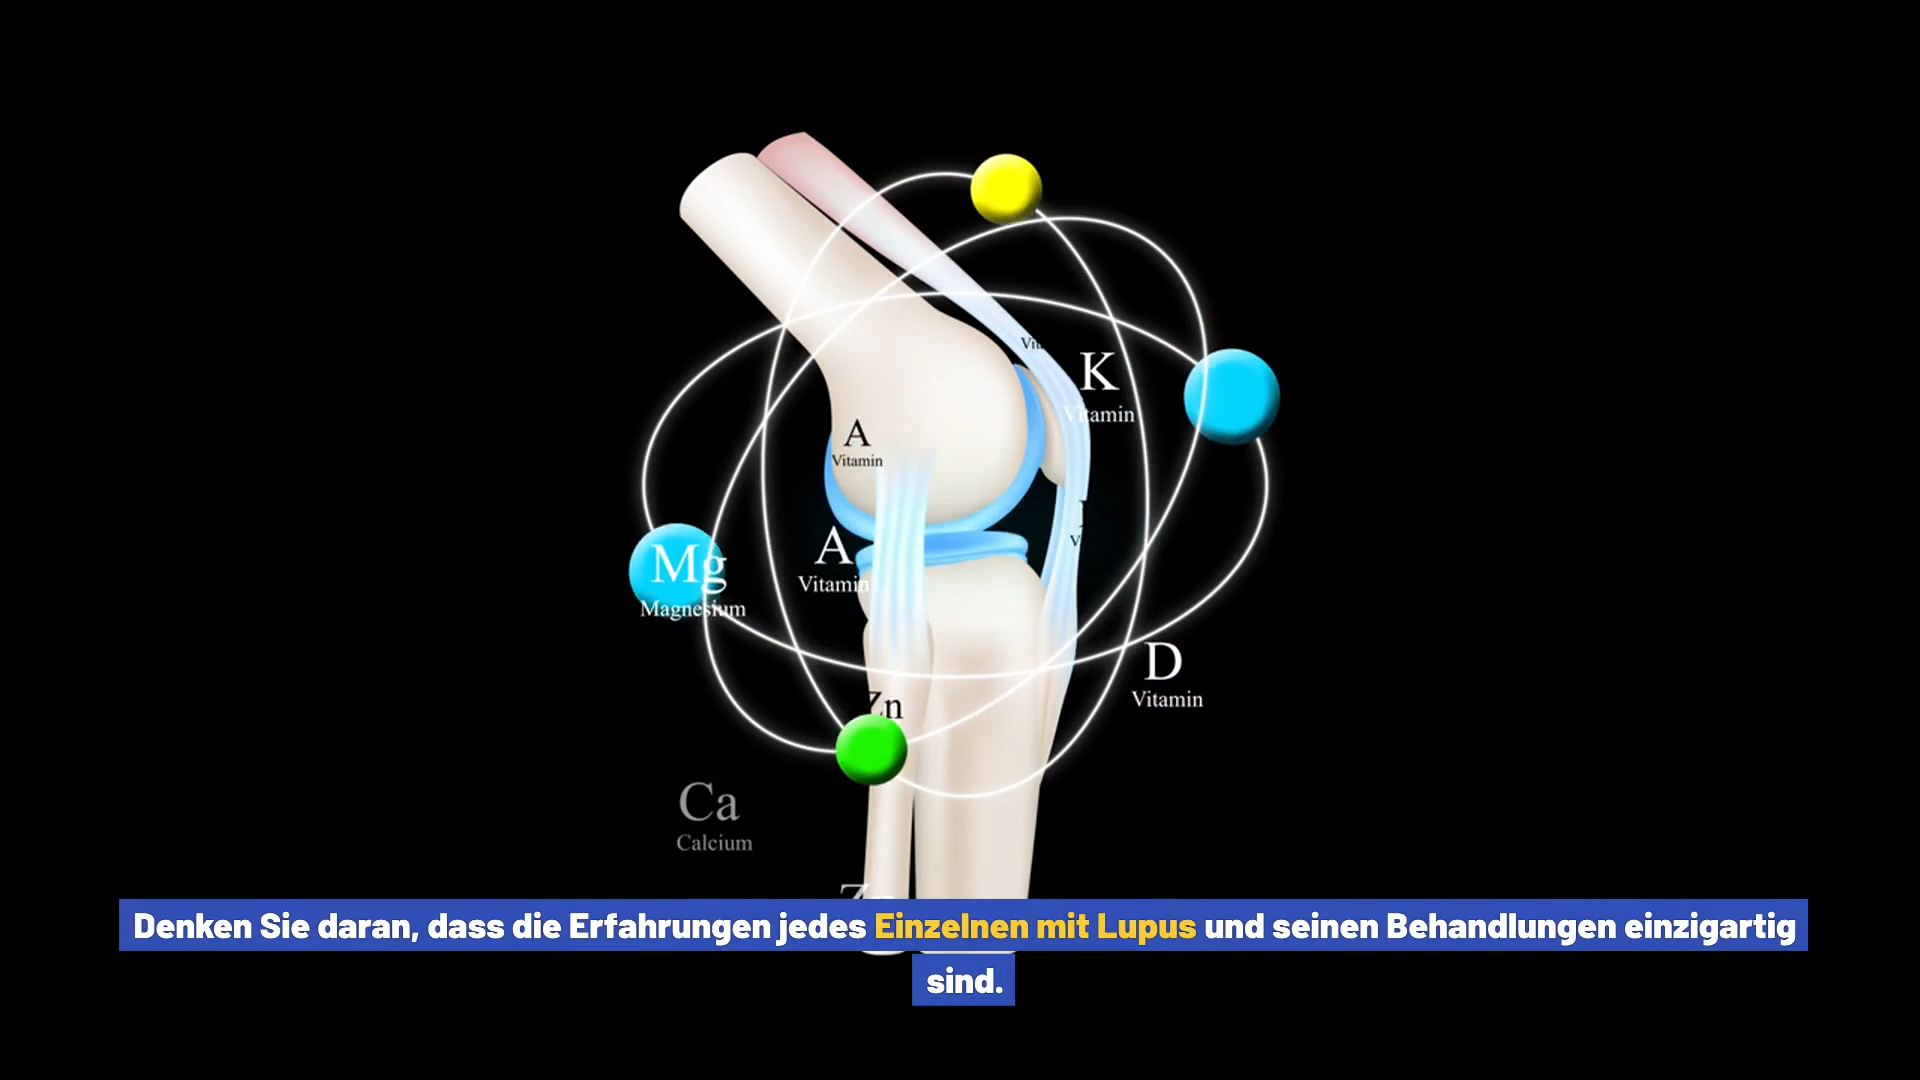 K
Vitamin
A
Vitamin
A
Vitamin
Mg
Magnesium
D
Vitamin
Zn
Ca
Calcium
Denken Sie daran, dass die Erfahrungen jedes Einzelnen mit Lupus und seinen Behandlungen einzigartig
sind.